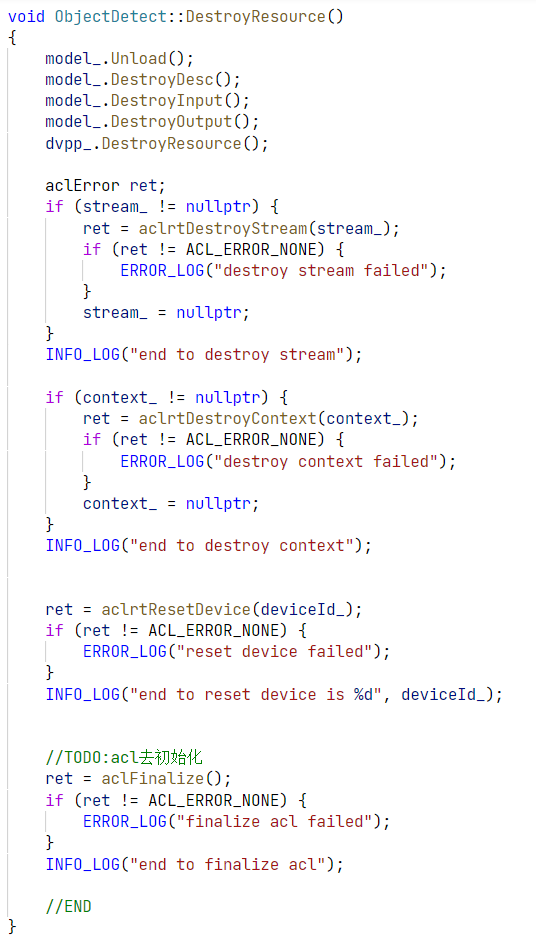 void ObjectDetect::DestroyResource()
{
    model_.Unload();
    model_.DestroyDesc();
    model_.DestroyInput();
    model_.DestroyOutput();
    dvpp_.DestroyResource();

    aclError ret;
    if (stream_ != nullptr) {
        ret = aclrtDestroyStream(stream_);
        if (ret != ACL_ERROR_NONE) {
            ERROR_LOG("destroy stream failed");
        }
        stream_ = nullptr;
    }
    INFO_LOG("end to destroy stream");

    if (context_ != nullptr) {
        ret = aclrtDestroyContext(context_);
        if (ret != ACL_ERROR_NONE) {
            ERROR_LOG("destroy context failed");
        }
        context_ = nullptr;
    }
    INFO_LOG("end to destroy context");


    ret = aclrtResetDevice(deviceId_);
    if (ret != ACL_ERROR_NONE) {
        ERROR_LOG("reset device failed");
    }
    INFO_LOG("end to reset device is %d", deviceId_);


    //TODO:acl去初始化
    ret = aclFinalize();
    if (ret != ACL_ERROR_NONE) {
        ERROR_LOG("finalize acl failed");
    }
    INFO_LOG("end to finalize acl");

    //END
}